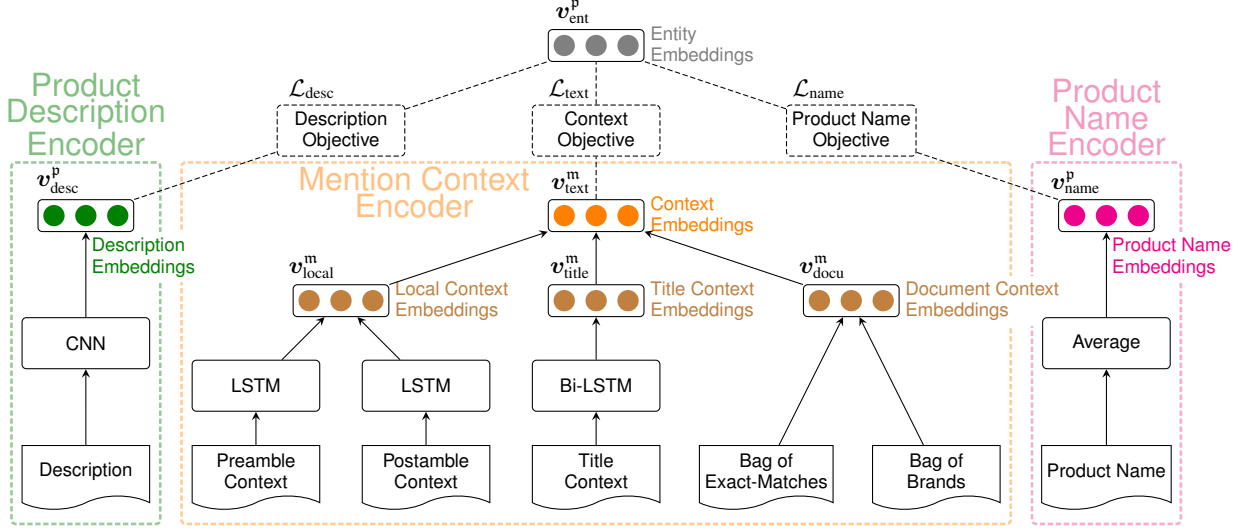 v^p_ent
Entity
Embeddings
L_desc
L_text
L_name
Description
Objective
Context
Objective
Product Name
Objective
Product
Description
Encoder
Product
Name
Encoder
Mention Context
Encoder
v^p_desc
v^m_text
v^p_name
Description
Embeddings
Context
Embeddings
Product Name
Embeddings
v^m_local
v^m_title
v^m_docu
Local Context
Embeddings
Title Context
Embeddings
Document Context
Embeddings
CNN
LSTM
LSTM
Bi-LSTM
Average
Description
Preamble
Context
Postamble
Context
Title
Context
Bag of
Exact-Matches
Bag of
Brands
Product Name